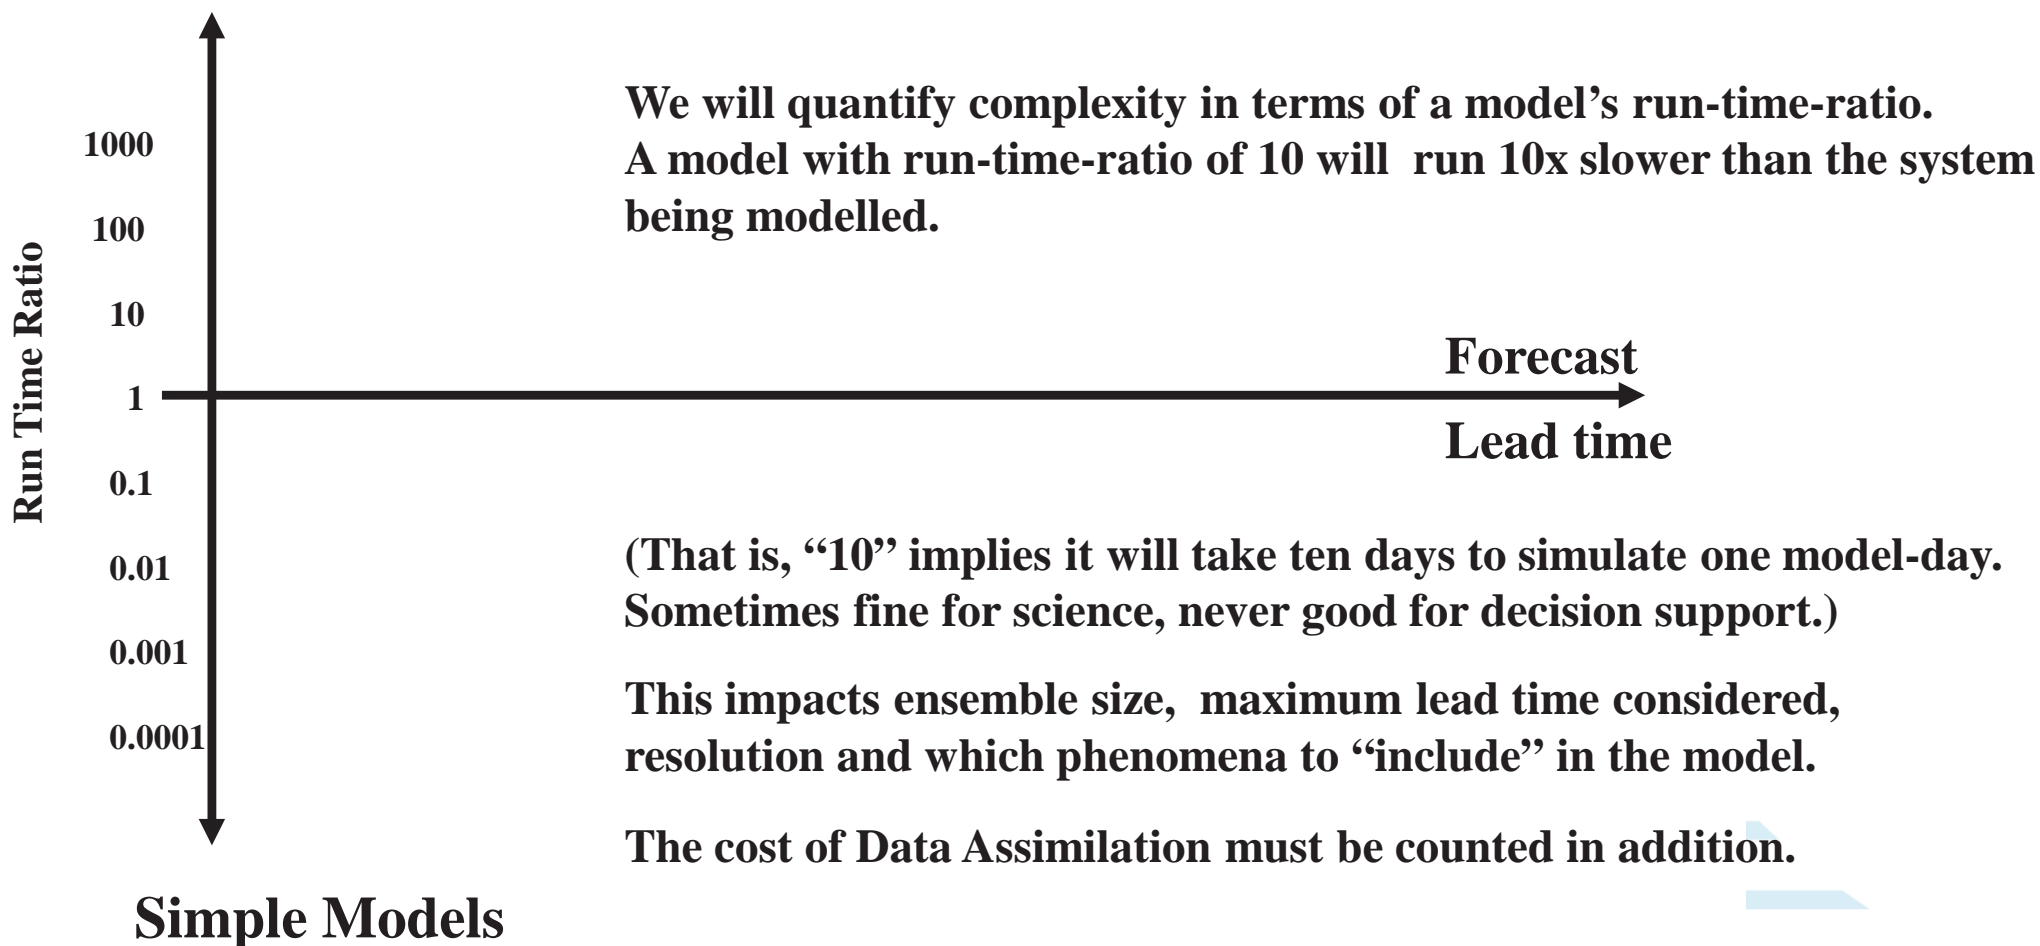 We will quantify complexity in terms of a model’s run-time-ratio.
A model with run-time-ratio of 10 will run 10x slower than the system
being modelled.
Run Time Ratio
1000
100
10
1
0.1
0.01
0.001
0.0001
Forecast
Lead time
(That is, “10” implies it will take ten days to simulate one model-day.
Sometimes fine for science, never good for decision support.)
This impacts ensemble size, maximum lead time considered,
resolution and which phenomena to “include” in the model.
The cost of Data Assimilation must be counted in addition.
Simple Models